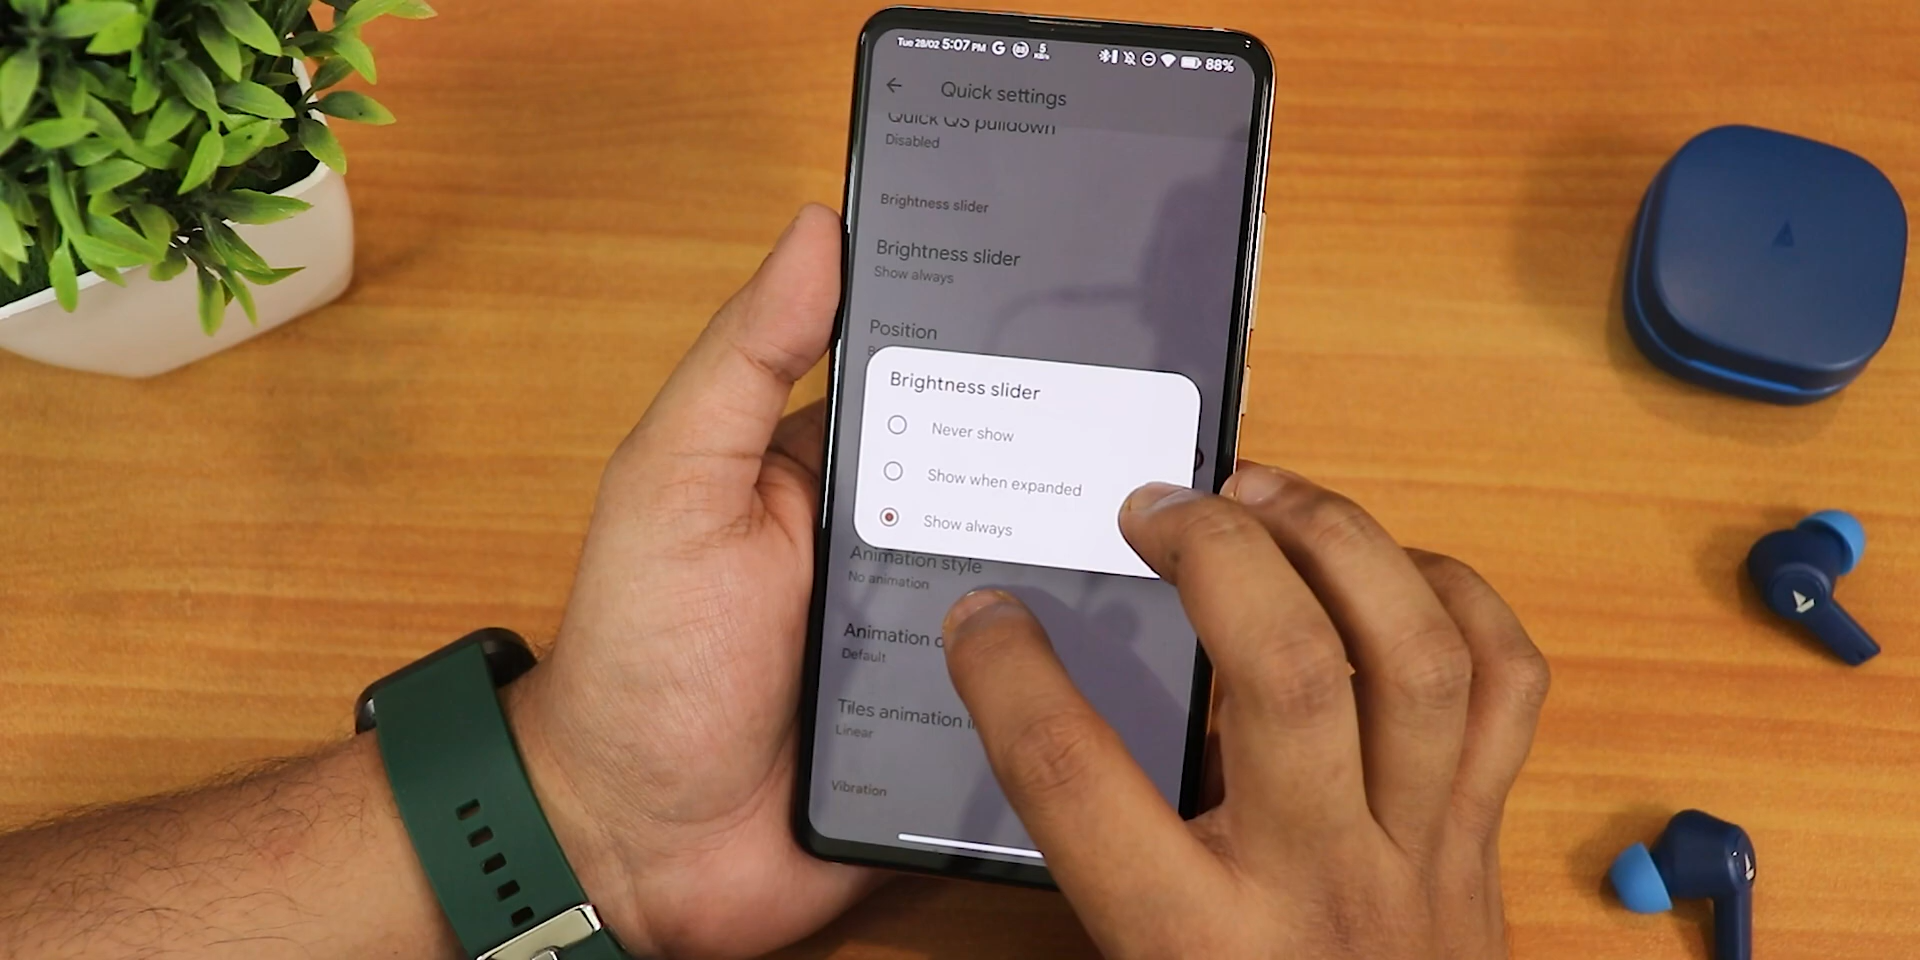 Tue 28/02 5:07 PM G 5 KB/s 88%
Quick settings
Quick QS pulldown
Disabled
Brightness slider
Brightness slider
Show always
Position
Brightness slider
Never show
Show when expanded
Show always
Animation style
No animation
Animation
Default
Tiles animation
Linear
Vibration